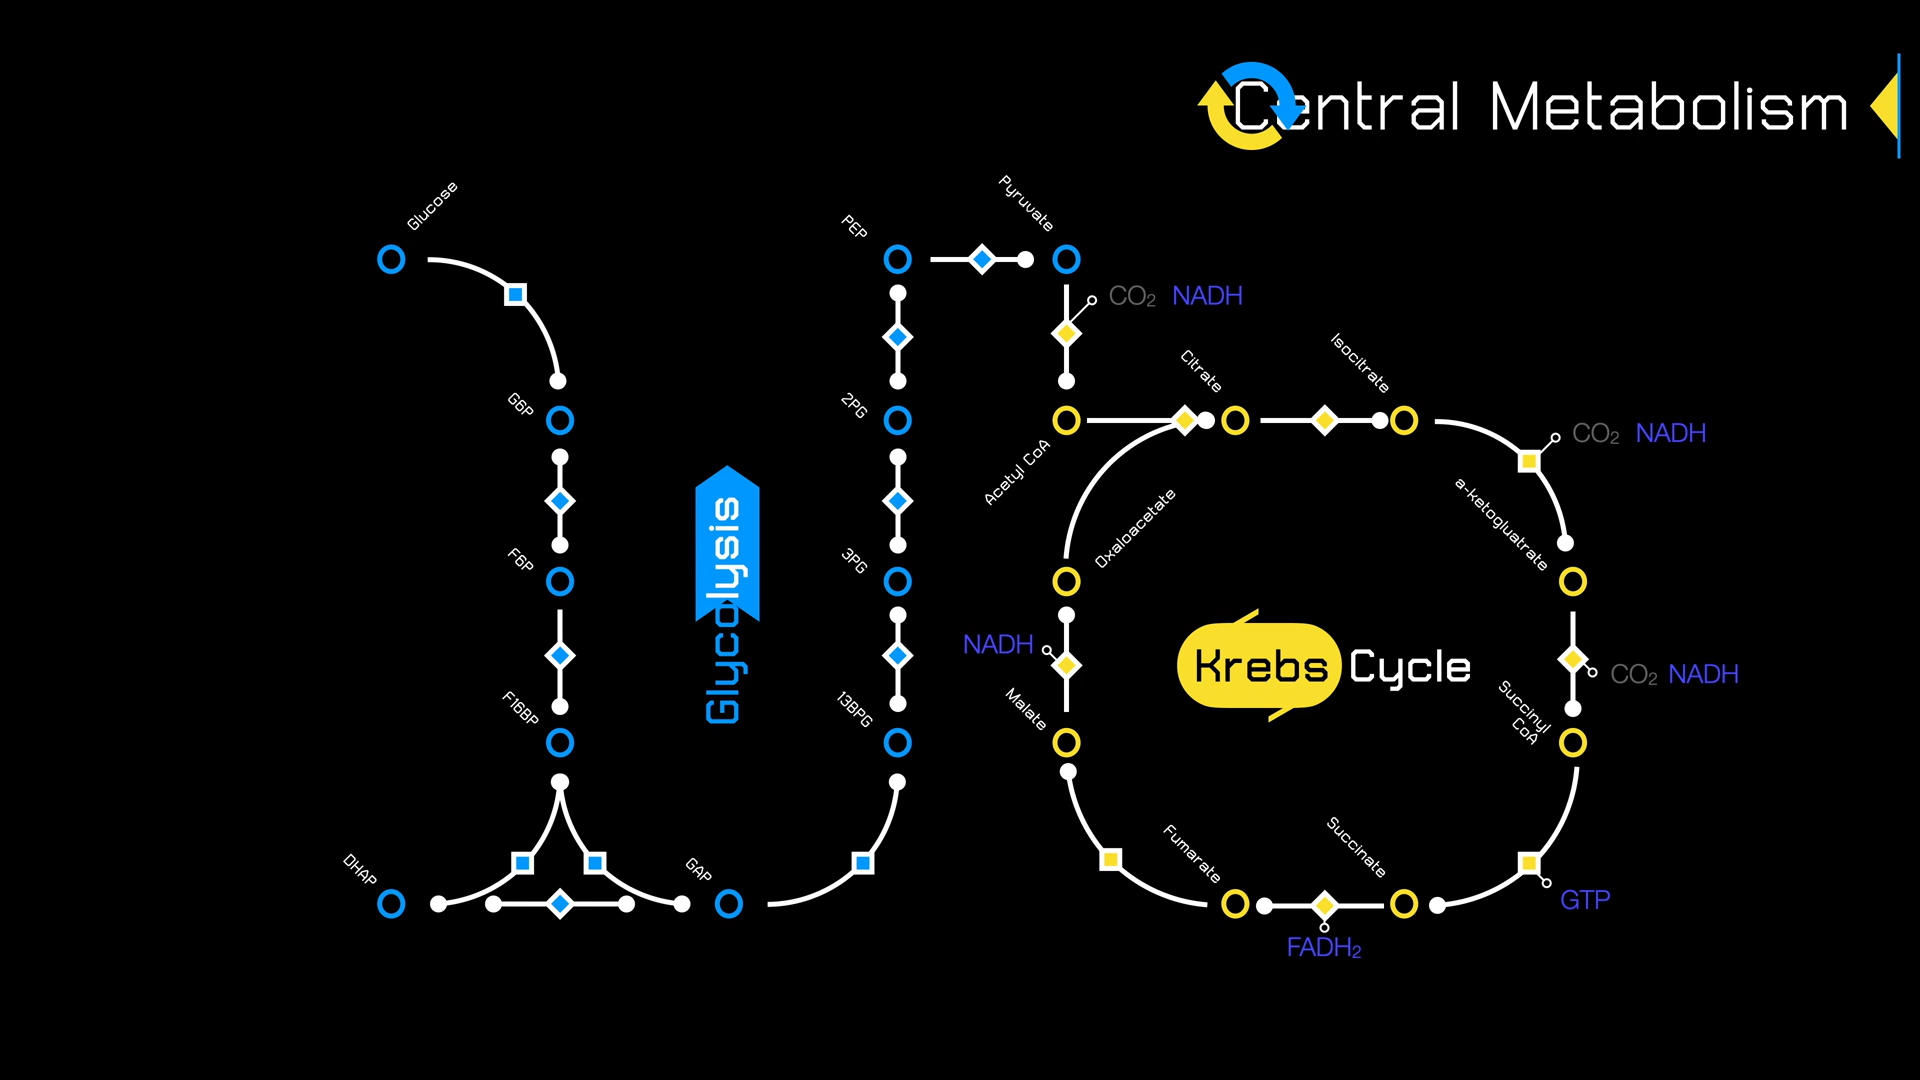 Central Metabolism
Glucose
G6P
F6P
F16BP
DHAP
GAP
Glycolysis
13BPG
3PG
2PG
PEP
Pyruvate
CO₂ NADH
Acetyl CoA
Citrate
Isocitrate
CO₂ NADH
a-ketogluatrate
CO₂ NADH
Succinyl
CoA
GTP
Succinate
FADH₂
Fumarate
Malate
NADH
Oxaloacetate
Krebs Cycle